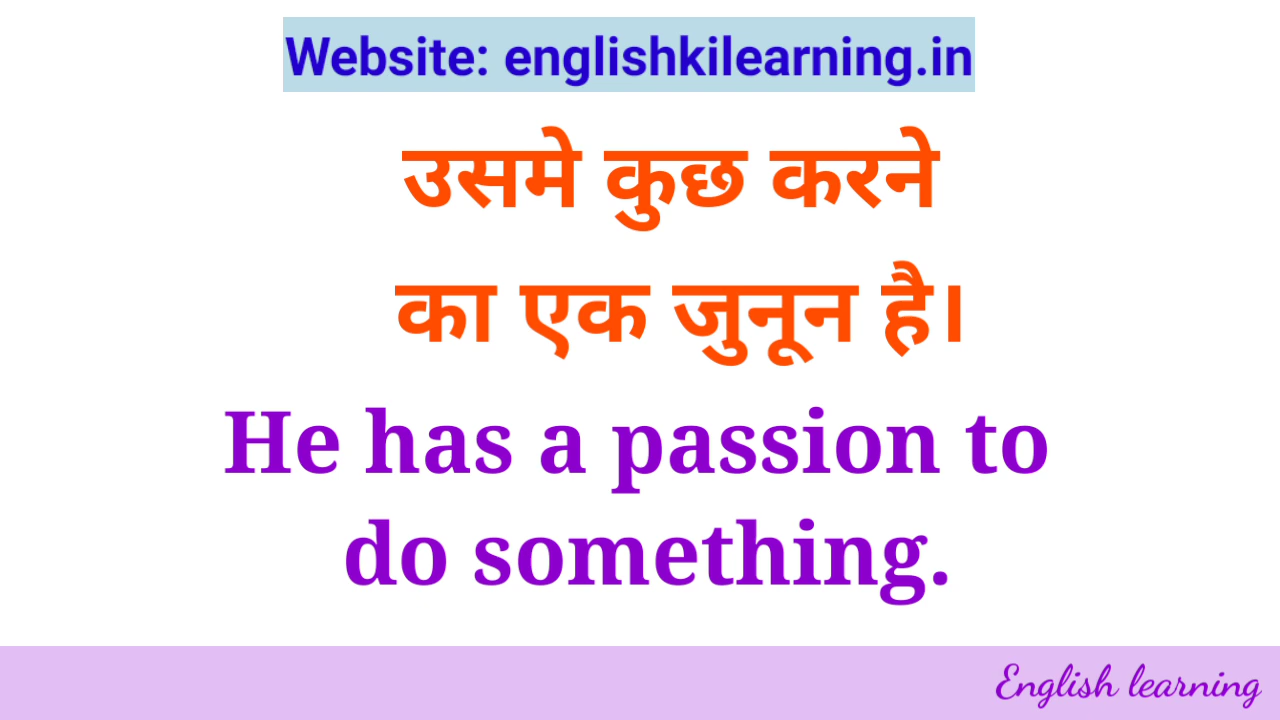 Website: englishkilearning.in
उसमे कुछ करने
का एक जुनून है।
He has a passion to
do something.
English learning